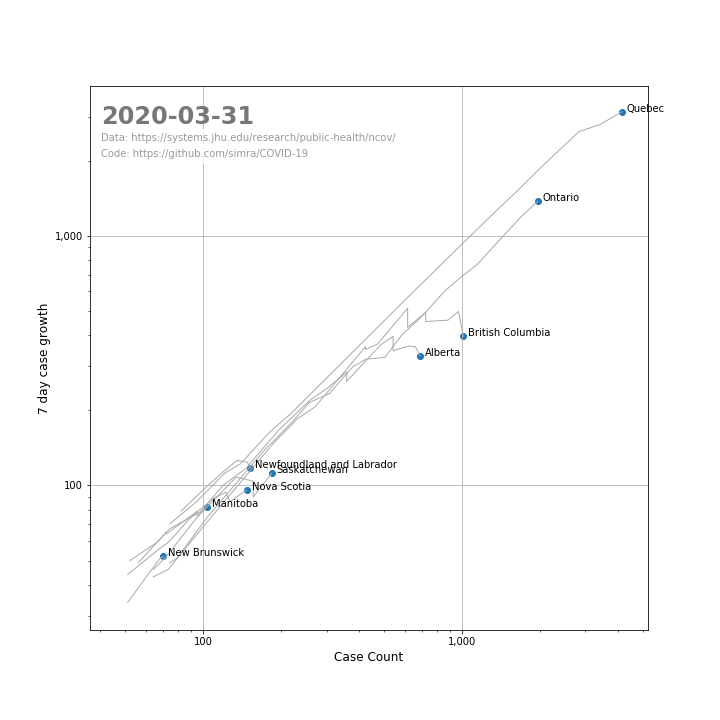 2020-03-31
Data: https://systems.jhu.edu/research/public-health/ncov/
Code: https://github.com/simra/COVID-19
Quebec
Ontario
1,000
British Columbia
Alberta
7 day case growth
Newfoundland and Labrador
Saskatchewan
100
Nova Scotia
Manitoba
New Brunswick
100
1,000
Case Count